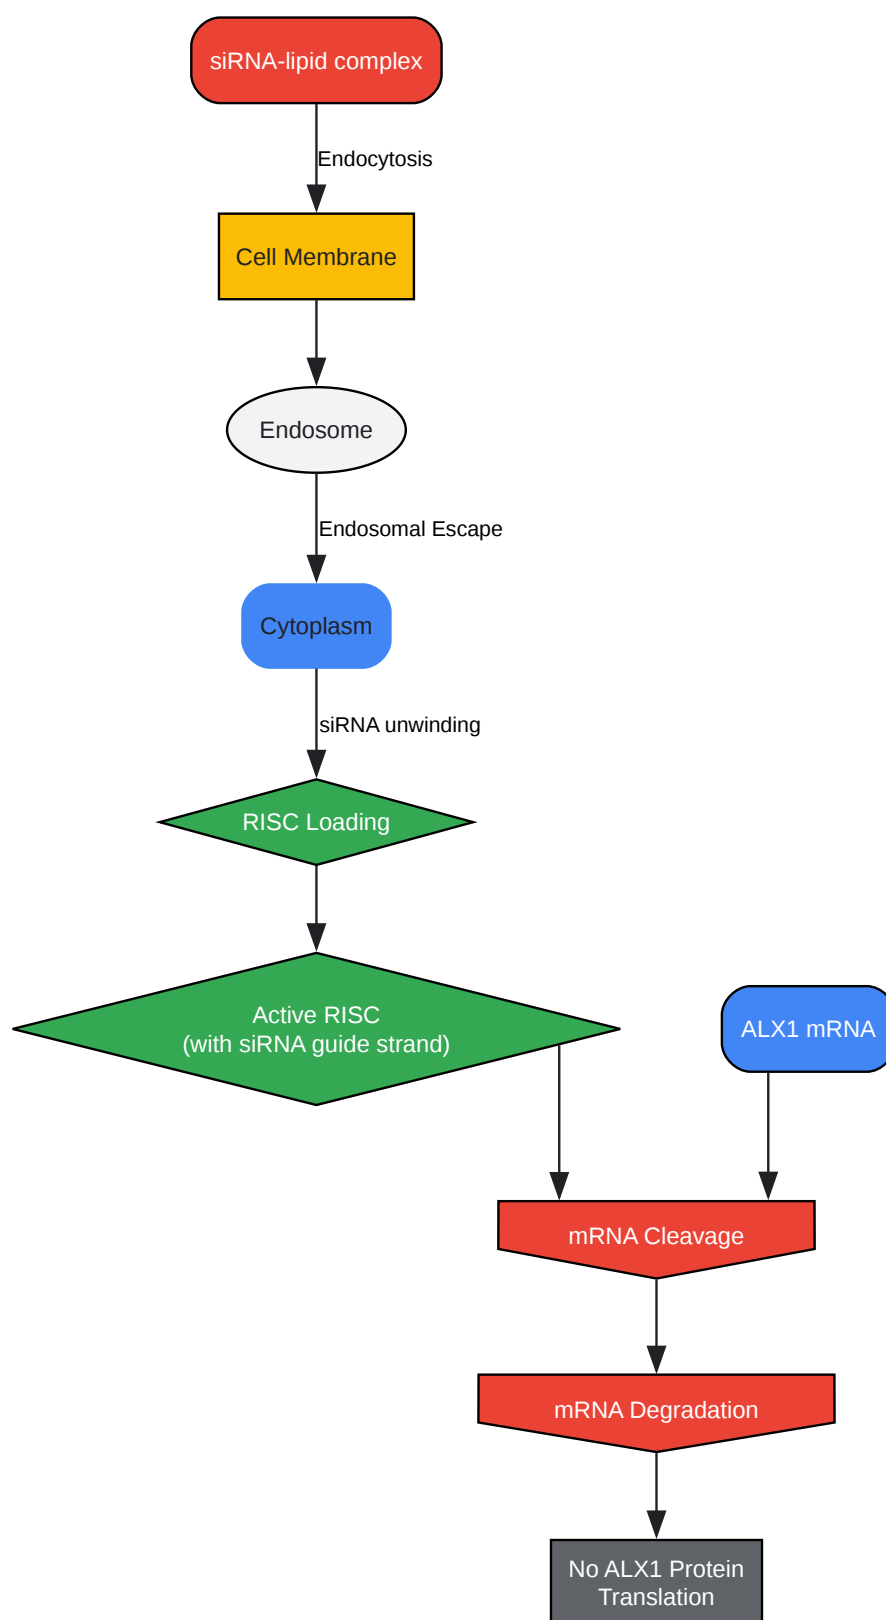 siRNA-lipid complex
Endocytosis
Cell Membrane
Endosome
Endosomal Escape
Cytoplasm
siRNA unwinding
RISC Loading
Active RISC
(with siRNA guide strand)
ALX1 mRNA
mRNA Cleavage
mRNA Degradation
No ALX1 Protein
Translation